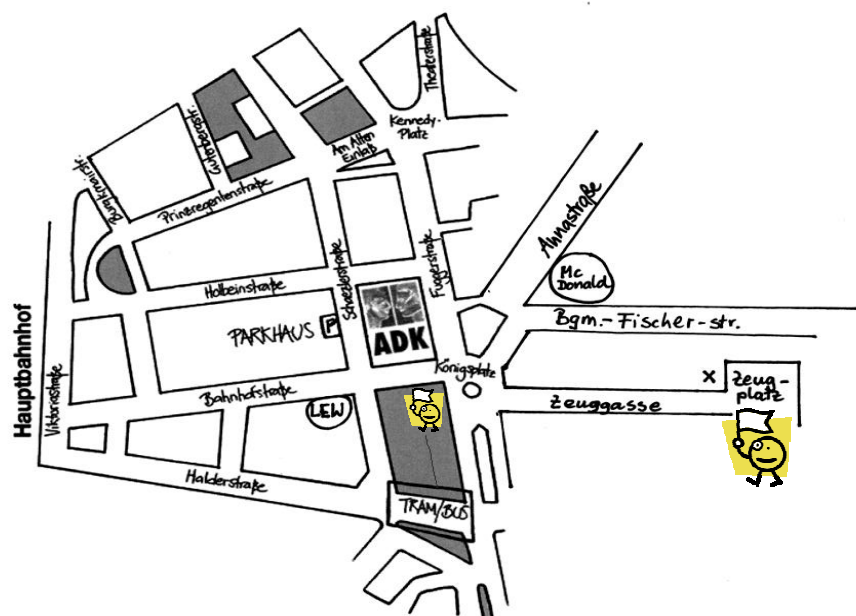 Theaterstraße
Kennedy-
Platz
Am Alten
Einlaß
Gutenbergstr.
Burgkmairstr.
Prinzregentenstraße
Annastraße
Mc
Donald
Fuggerstraße
Schaezlerstraße
Holbeinstraße
Bgm.-Fischer-str.
PARKHAUS P
ADK
Königsplatz
Hauptbahnhof
Viktoriastraße
Bahnhofstraße
LEW
x
Zeug-
platz
Zeuggasse
Halderstraße
TRAM/BUS